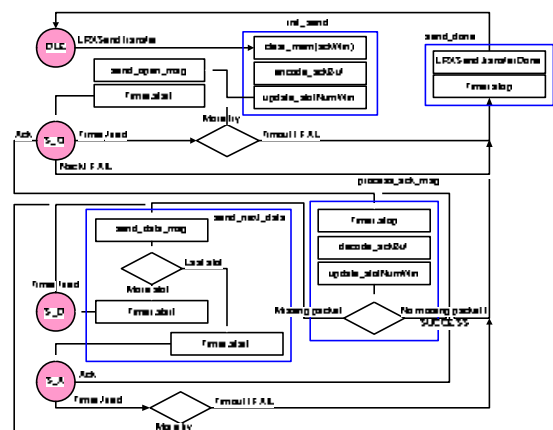 init_send
send_done
IDLE
LRXSend.transfer
clear_mem(ackWin)
LRXSend.transferDone
send_open_msg
encode_ackBuf
Timer.stop
Timer.start
update_slotNumWin
More try
Ack
S_O
Timer.fired
Timout | FAIL
Nack | FAIL
process_ack_msg
send_next_data
Timer.stop
send_data_msg
decode_ackBuf
Last slot
update_slotNumWin
More slot
Timer.fired
S_D
Timer.start
Missing packet
No missing packet |
SUCCESS
Timer.start
S_A
Ack
Timer.fired
Timout | FAIL
More try